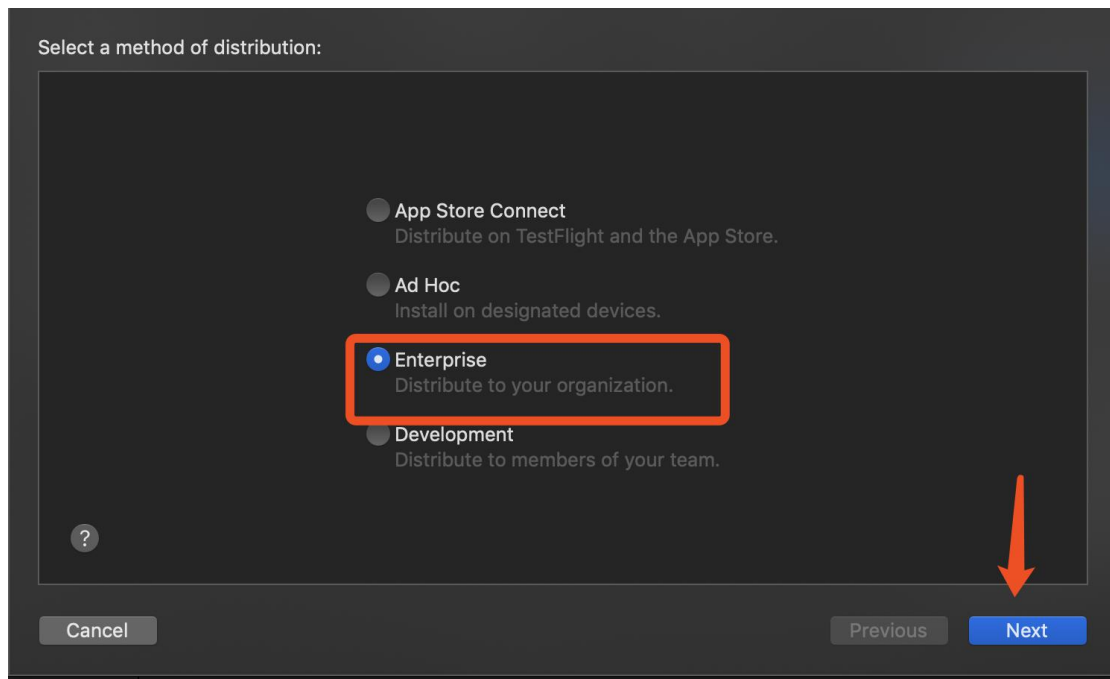 Select a method of distribution:
App Store Connect
Distribute on TestFlight and the App Store.
Ad Hoc
Install on designated devices.
Enterprise
Distribute to your organization.
Development
Distribute to members of your team.
?
Cancel
Previous
Next